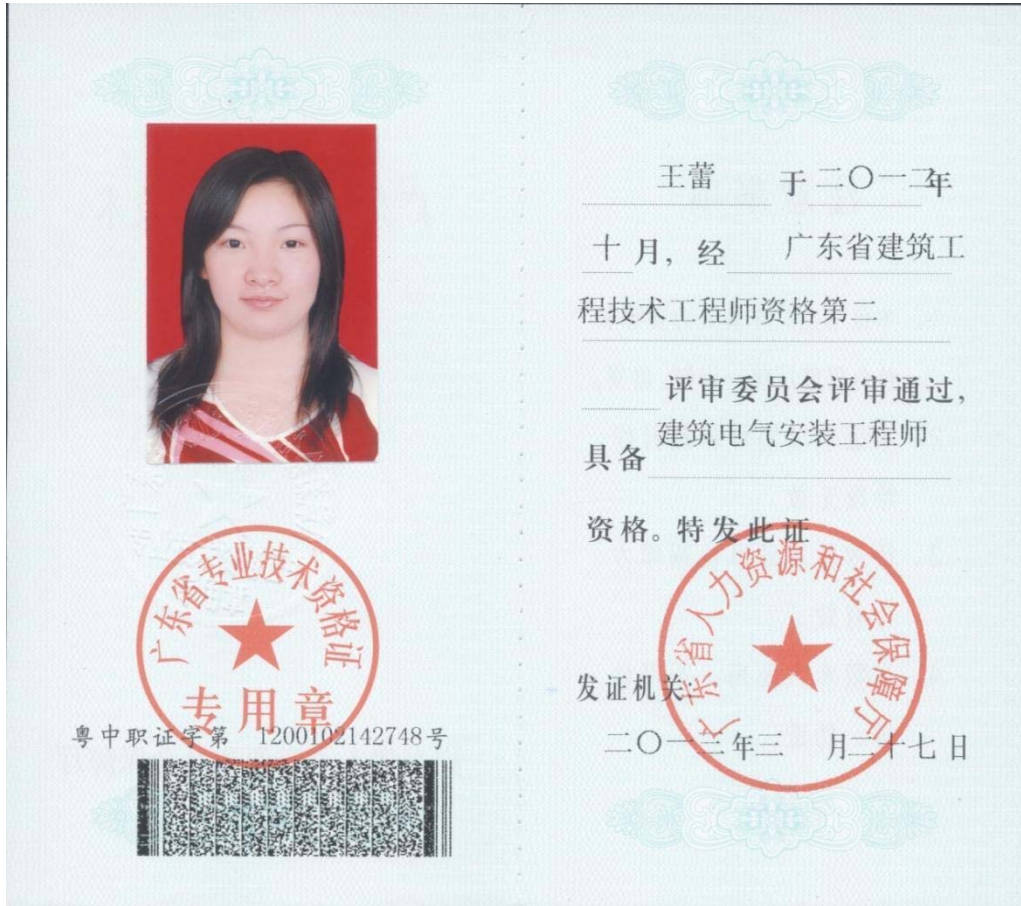 广东省专业技术资格证
专用章
粤中职证字第 1200102142748号
王蕾 于二〇一二年
十月，经 广东省建筑工
程技术工程师资格第二
评审委员会评审通过，
具备 建筑电气安装工程师
资格。特发此证
广东省人力资源和社会保障厅
发证机关：
二〇一三年三 月二十七日